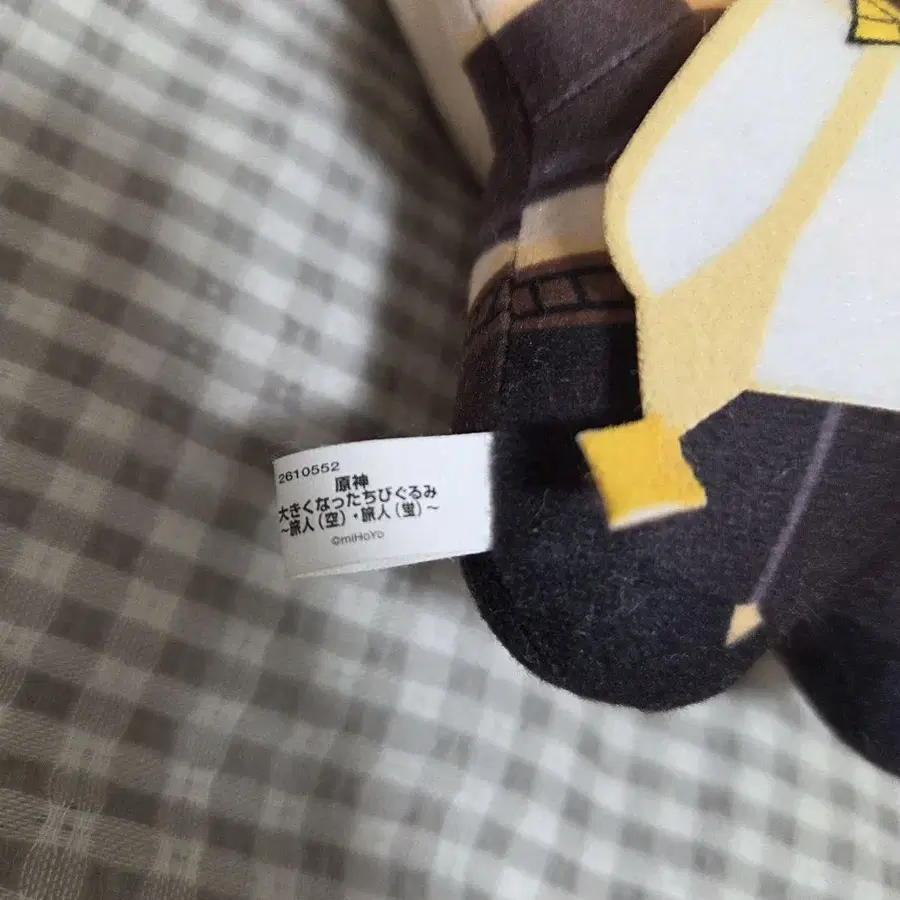 2610552
原神
大きくなったちびぐるみ
~旅人(空)・旅人(蛍)~
©miHoYo